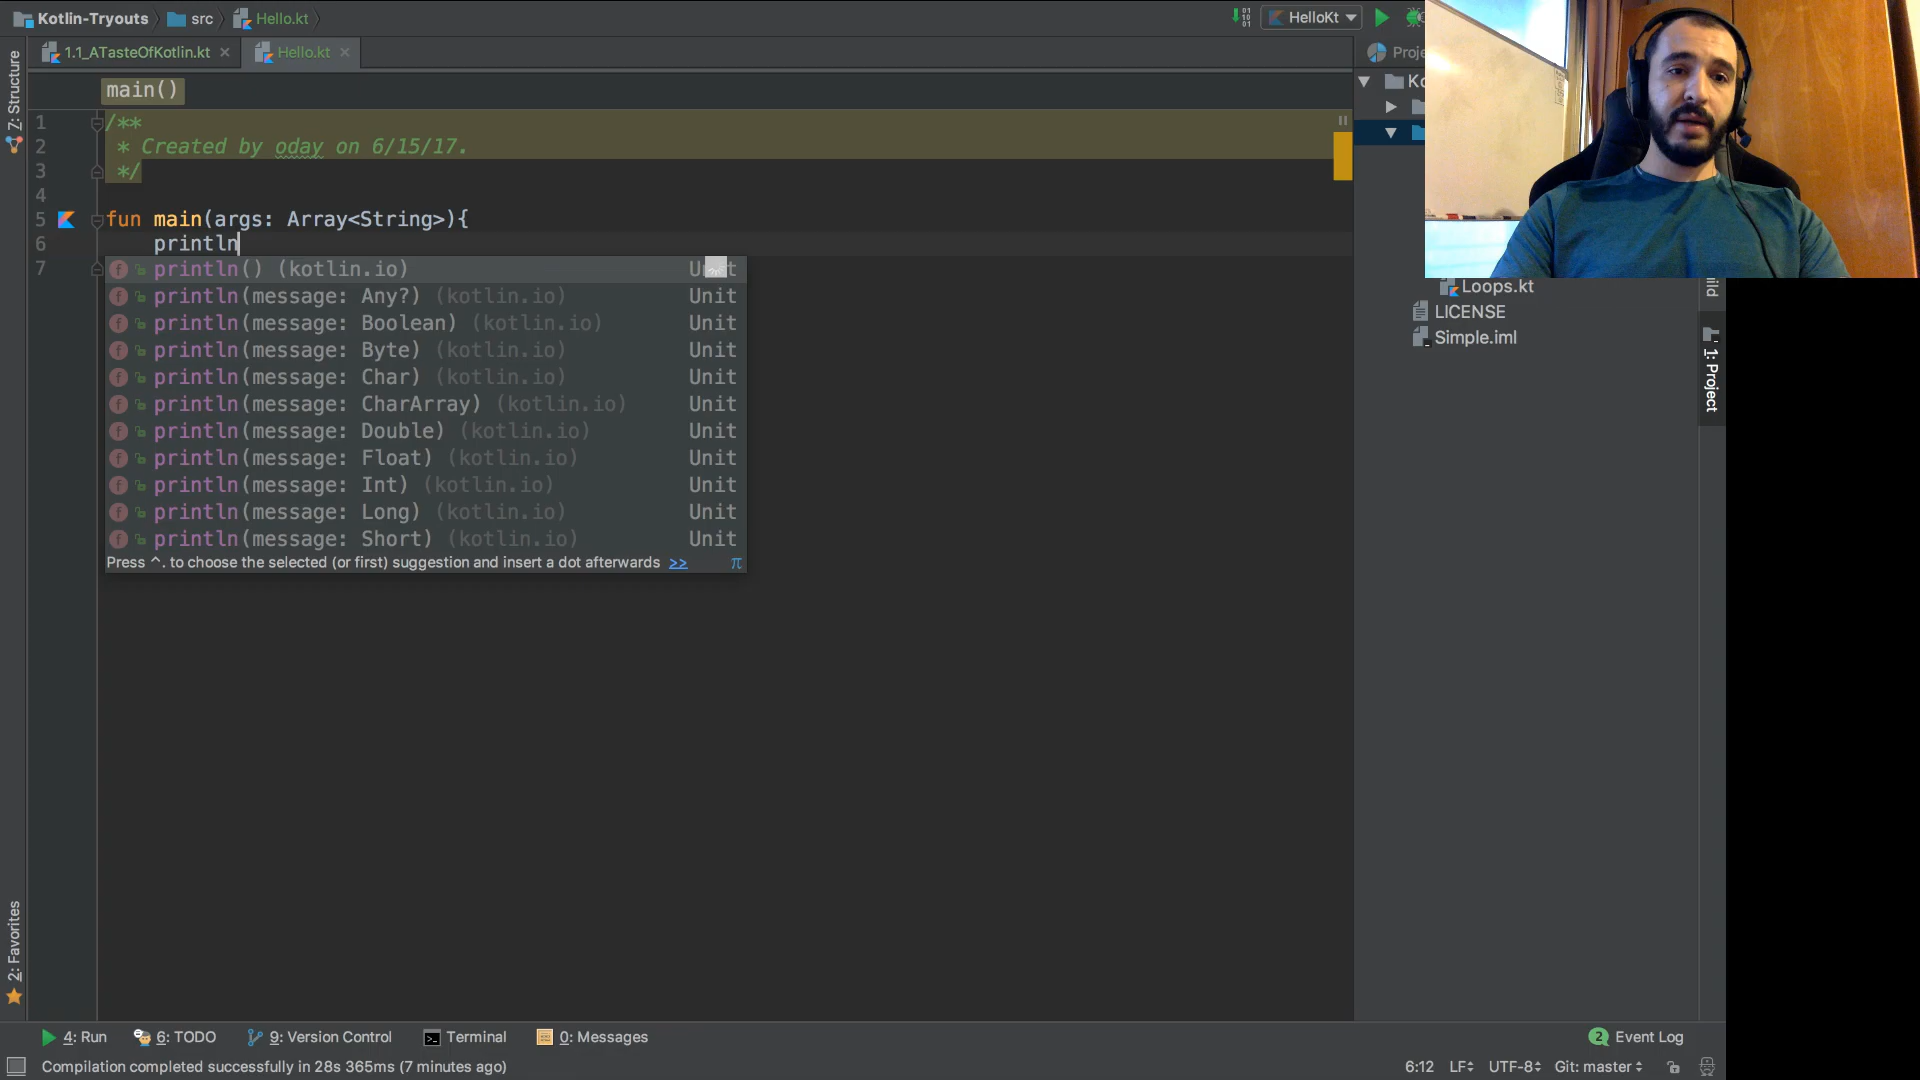 Kotlin-Tryouts src Hello.kt
HelloKt
1.1_ATasteOfKotlin.kt Hello.kt
main()
1 /**
2 * Created by oday on 6/15/17.
3 */
4
5 fun main(args: Array<String>){
6 println
7
println() (kotlin.io)
println(message: Any?) (kotlin.io) Unit
println(message: Boolean) (kotlin.io) Unit
println(message: Byte) (kotlin.io) Unit
println(message: Char) (kotlin.io) Unit
println(message: CharArray) (kotlin.io) Unit
println(message: Double) (kotlin.io) Unit
println(message: Float) (kotlin.io) Unit
println(message: Int) (kotlin.io) Unit
println(message: Long) (kotlin.io) Unit
println(message: Short) (kotlin.io) Unit
Press ^. to choose the selected (or first) suggestion and insert a dot afterwards >> π
Z: Structure
2: Favorites
Loops.kt
LICENSE
Simple.iml
1: Project
4: Run 6: TODO 9: Version Control Terminal 0: Messages
2 Event Log
Compilation completed successfully in 28s 365ms (7 minutes ago)
6:12 LF UTF-8 Git: master